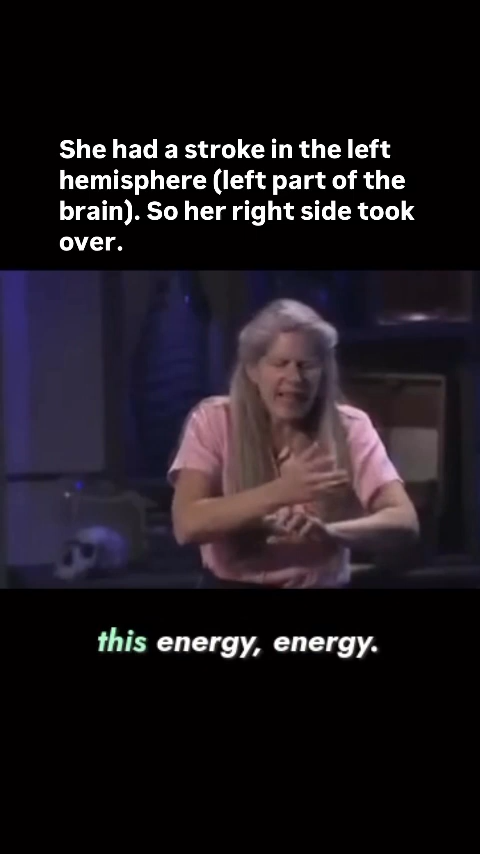 She had a stroke in the left
hemisphere (left part of the
brain). So her right side took
over.
this energy, energy.